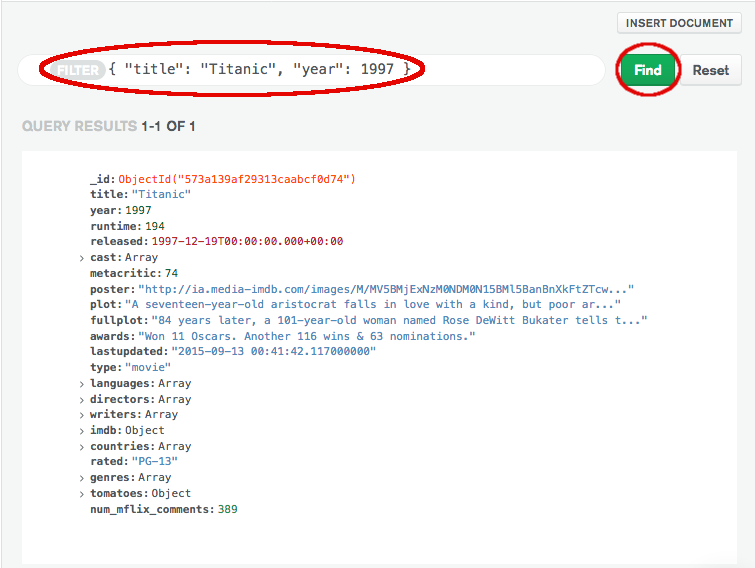 INSERT DOCUMENT
FILTER { "title": "Titanic", "year": 1997 }
Find
Reset
QUERY RESULTS 1-1 OF 1
_id: ObjectId("573a139af29313caabcf0d74")
title: "Titanic"
year: 1997
runtime: 194
released: 1997-12-19T00:00:00.000+00:00
> cast: Array
metacritic: 74
poster: "http://ia.media-imdb.com/images/M/MV5BMjExNzM0NDM0N15BMl5BanBnXkFtZTcw..."
plot: "A seventeen-year-old aristocrat falls in love with a kind, but poor ar..."
fullplot: "84 years later, a 101-year-old woman named Rose DeWitt Bukater tells t..."
awards: "Won 11 Oscars. Another 116 wins & 63 nominations."
lastupdated: "2015-09-13 00:41:42.117000000"
type: "movie"
> languages: Array
> directors: Array
> writers: Array
> imdb: Object
> countries: Array
rated: "PG-13"
> genres: Array
> tomatoes: Object
num_mflix_comments: 389